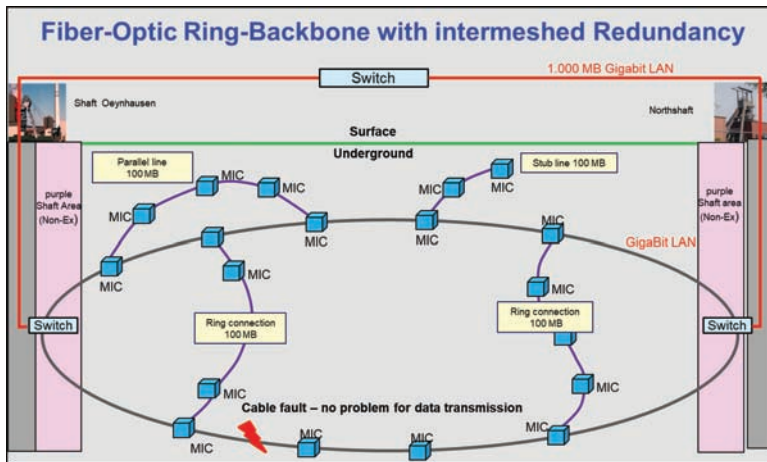 Fiber-Optic Ring-Backbone with intermeshed Redundancy
Switch
1.000 MB Gigabit LAN
Shaft Oeynhausen
Northshaft
Surface
Underground
Parallel line
100 MB
MIC
MIC
MIC
Stub line 100 MB
MIC
MIC
purple
Shaft Area
(Non-Ex)
purple
Shaft area
(Non-Ex)
MIC
MIC
MIC
MIC
GigaBit LAN
MIC
MIC
MIC
Switch
Ring connection
100 MB
Ring connection
100 MB
Switch
MIC
MIC
Cable fault – no problem for data transmission
MIC
MIC
MIC
MIC